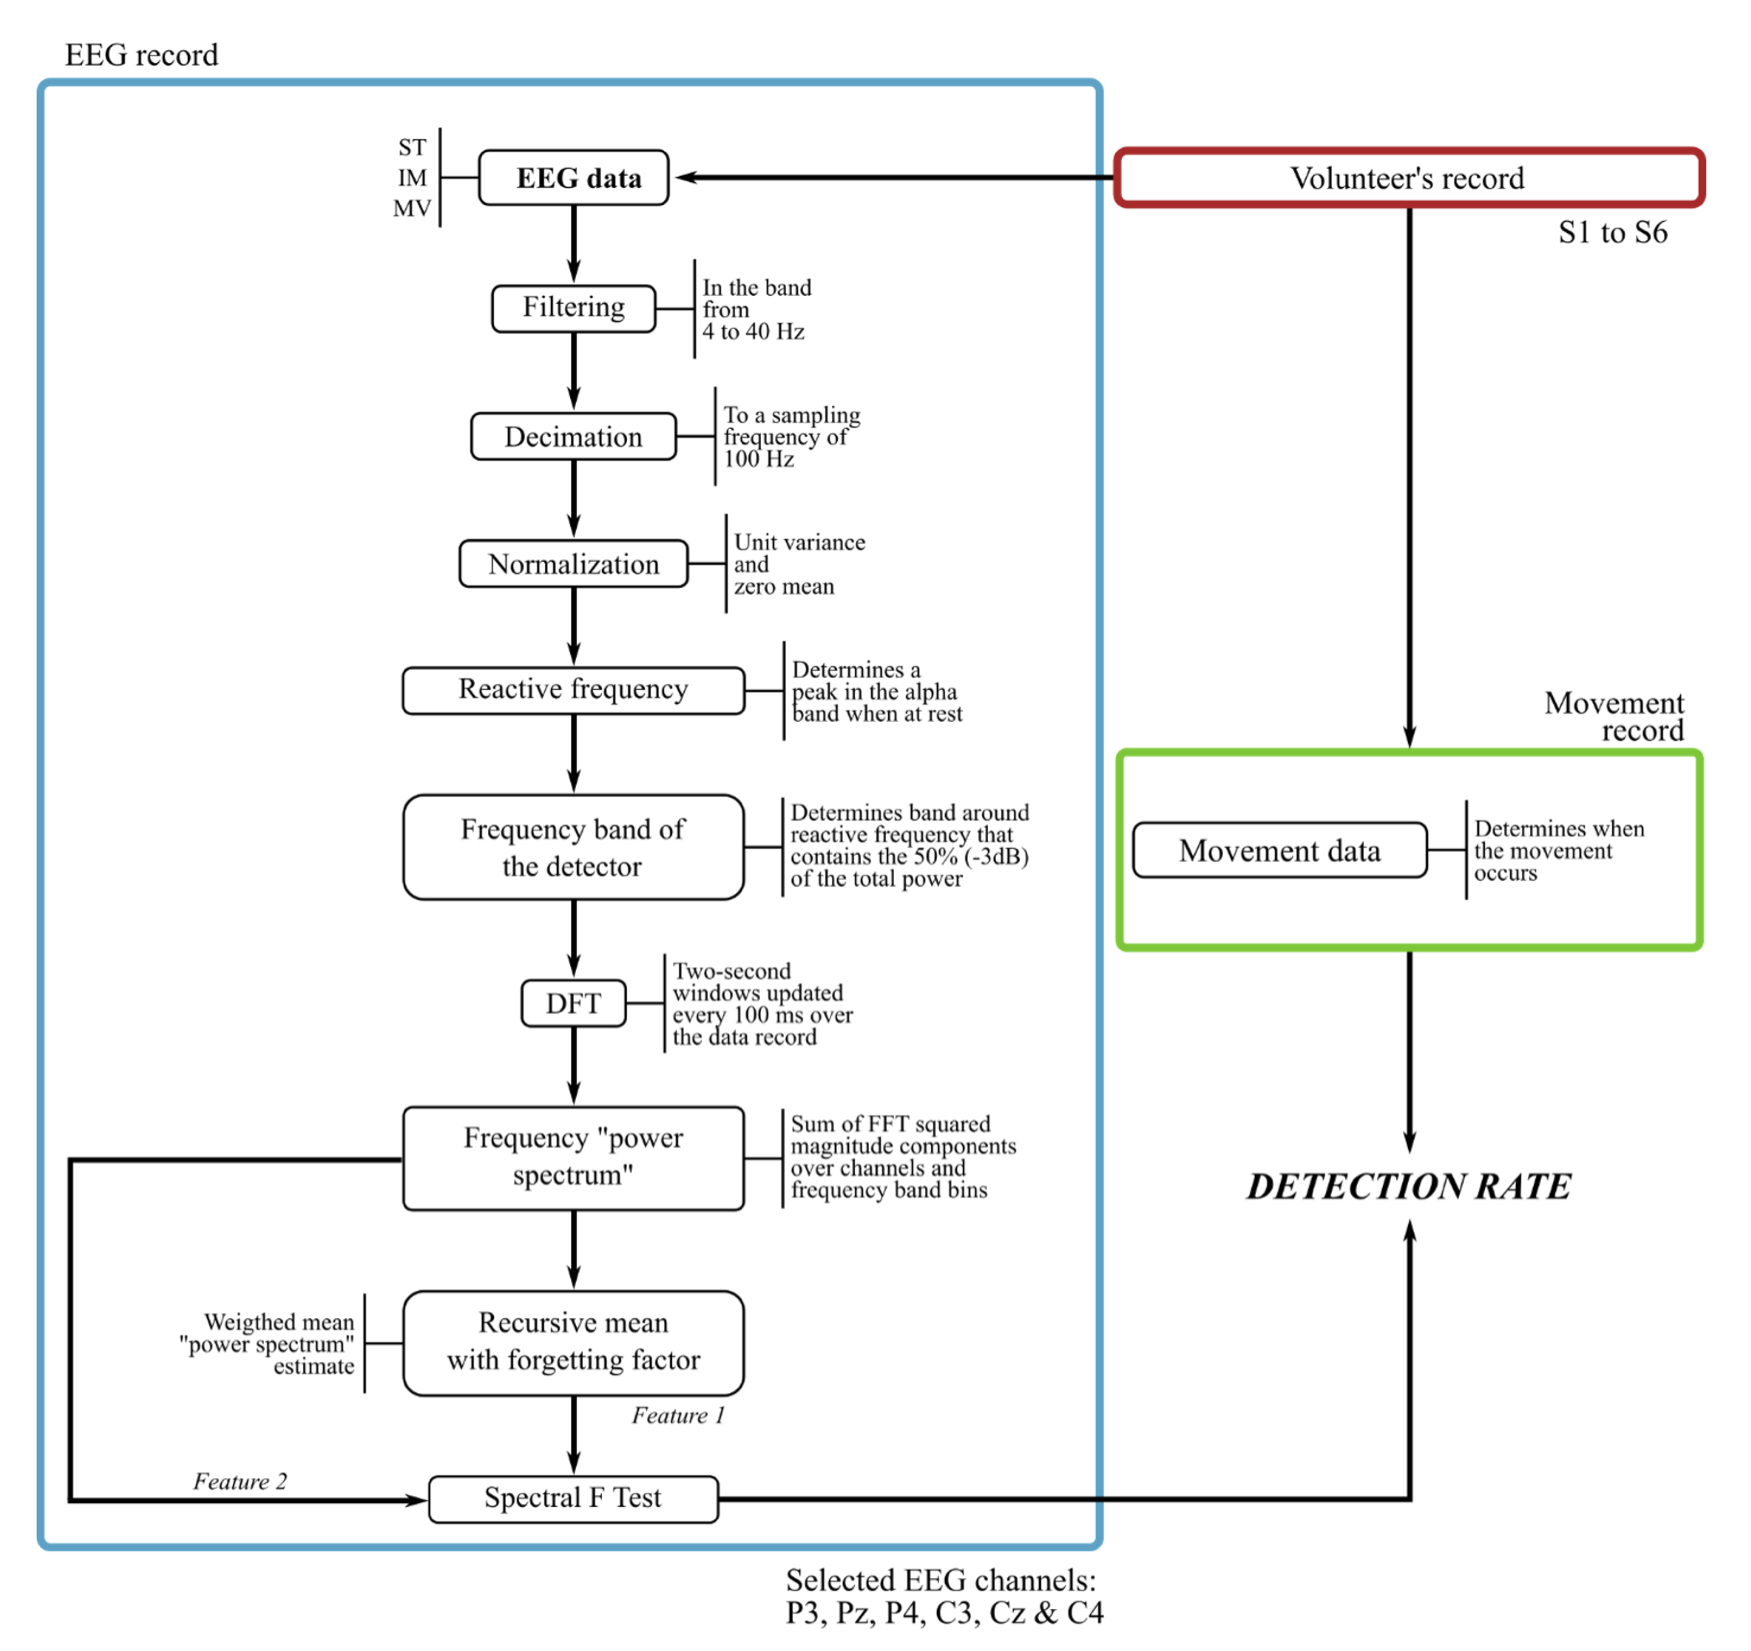 EEG record
ST
IM
MV
EEG data
Volunteer's record
S1 to S6
Filtering
In the band
from
4 to 40 Hz
Decimation
To a sampling
frequency of
100 Hz
Normalization
Unit variance
and
zero mean
Reactive frequency
Determines a
peak in the alpha
band when at rest
Movement
record
Frequency band of
the detector
Determines band around
reactive frequency that
contains the 50% (-3dB)
of the total power
Movement data
Determines when
the movement
occurs
DFT
Two-second
windows updated
every 100 ms over
the data record
Frequency "power
spectrum"
Sum of FFT squared
magnitude components
over channels and
frequency band bins
DETECTION RATE
Weigthed mean
"power spectrum"
estimate
Recursive mean
with forgetting factor
Feature 1
Feature 2
Spectral F Test
Selected EEG channels:
P3, Pz, P4, C3, Cz & C4